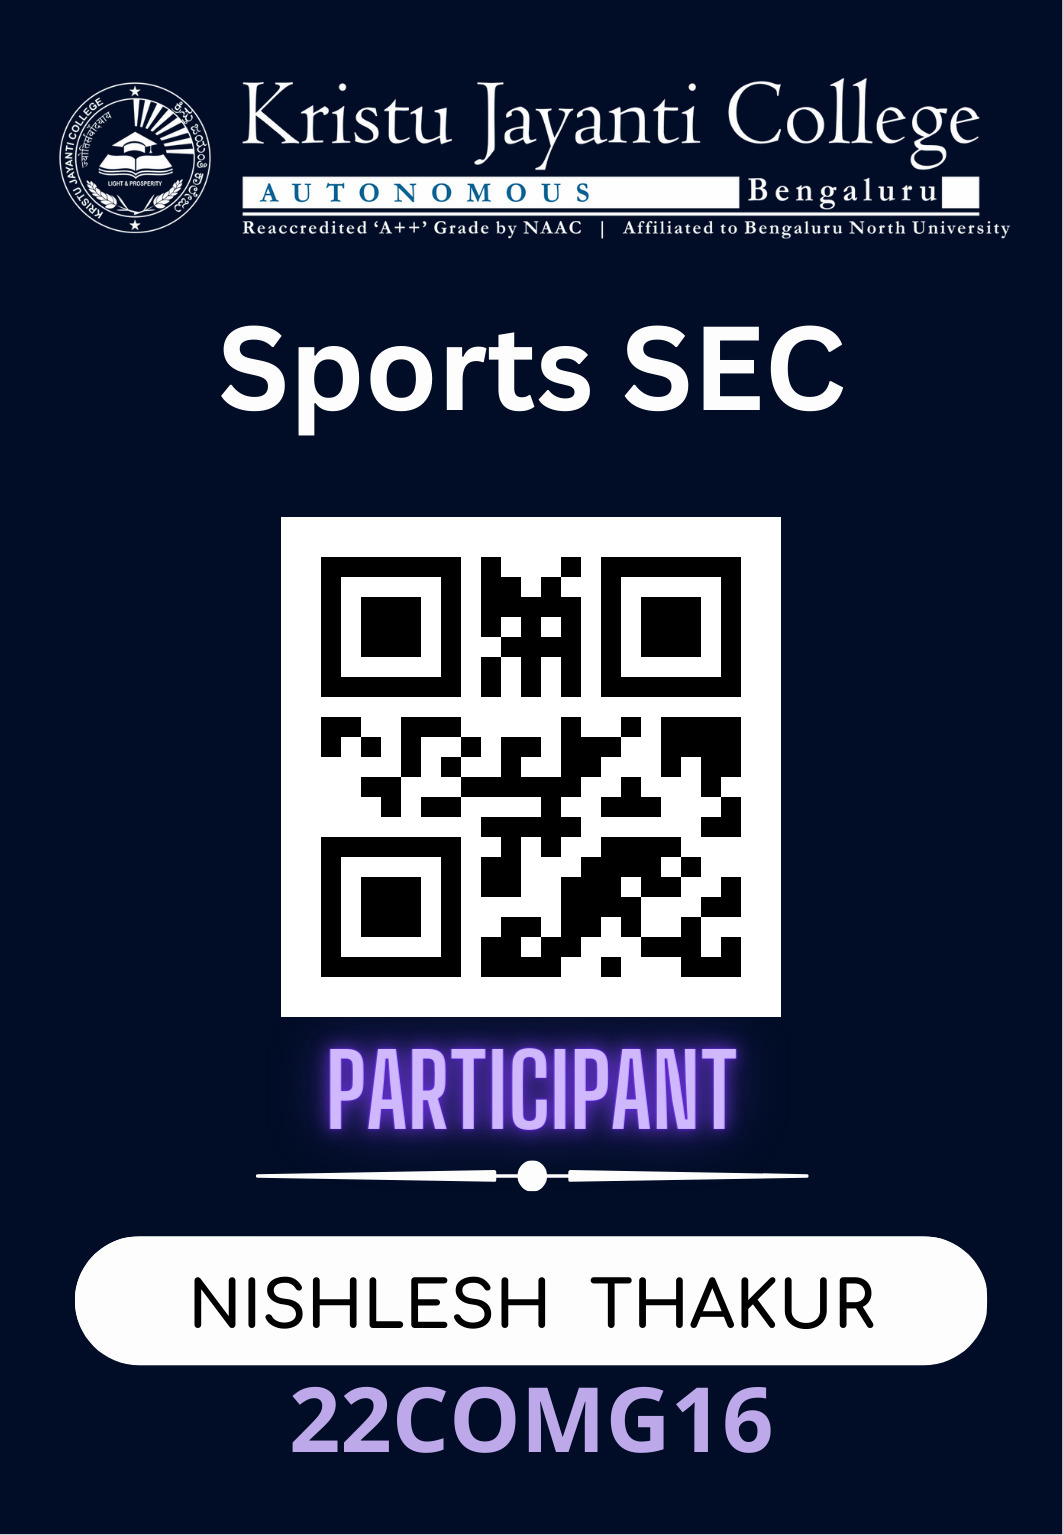 KRISTU JAYANTI COLLEGE
ज्योतिसंवादयाय
LIGHT & PROSPERITY
Kristu Jayanti College
AUTONOMOUS Bengaluru
Reaccredited ‘A++’ Grade by NAAC | Affiliated to Bengaluru North University
Sports SEC
PARTICIPANT
NISHLESH THAKUR
22COMG16